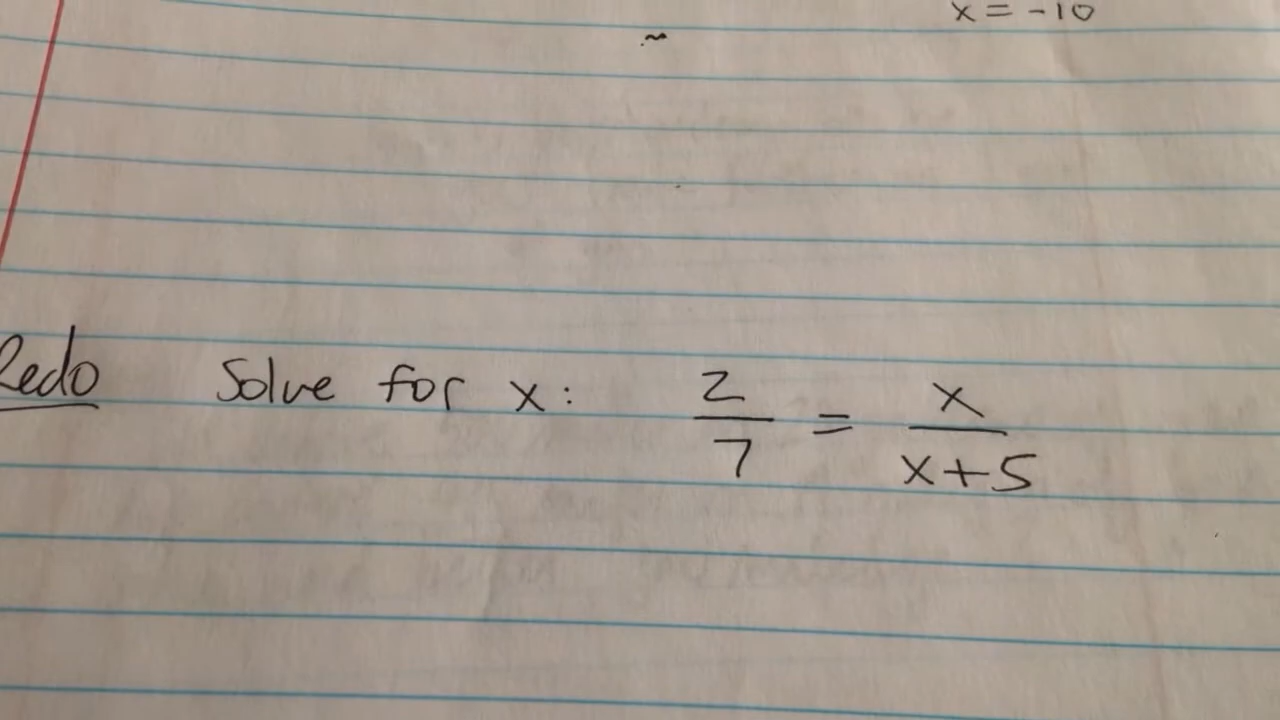 x = -10
Redo Solve for x: 2/7 = x/(x+5)